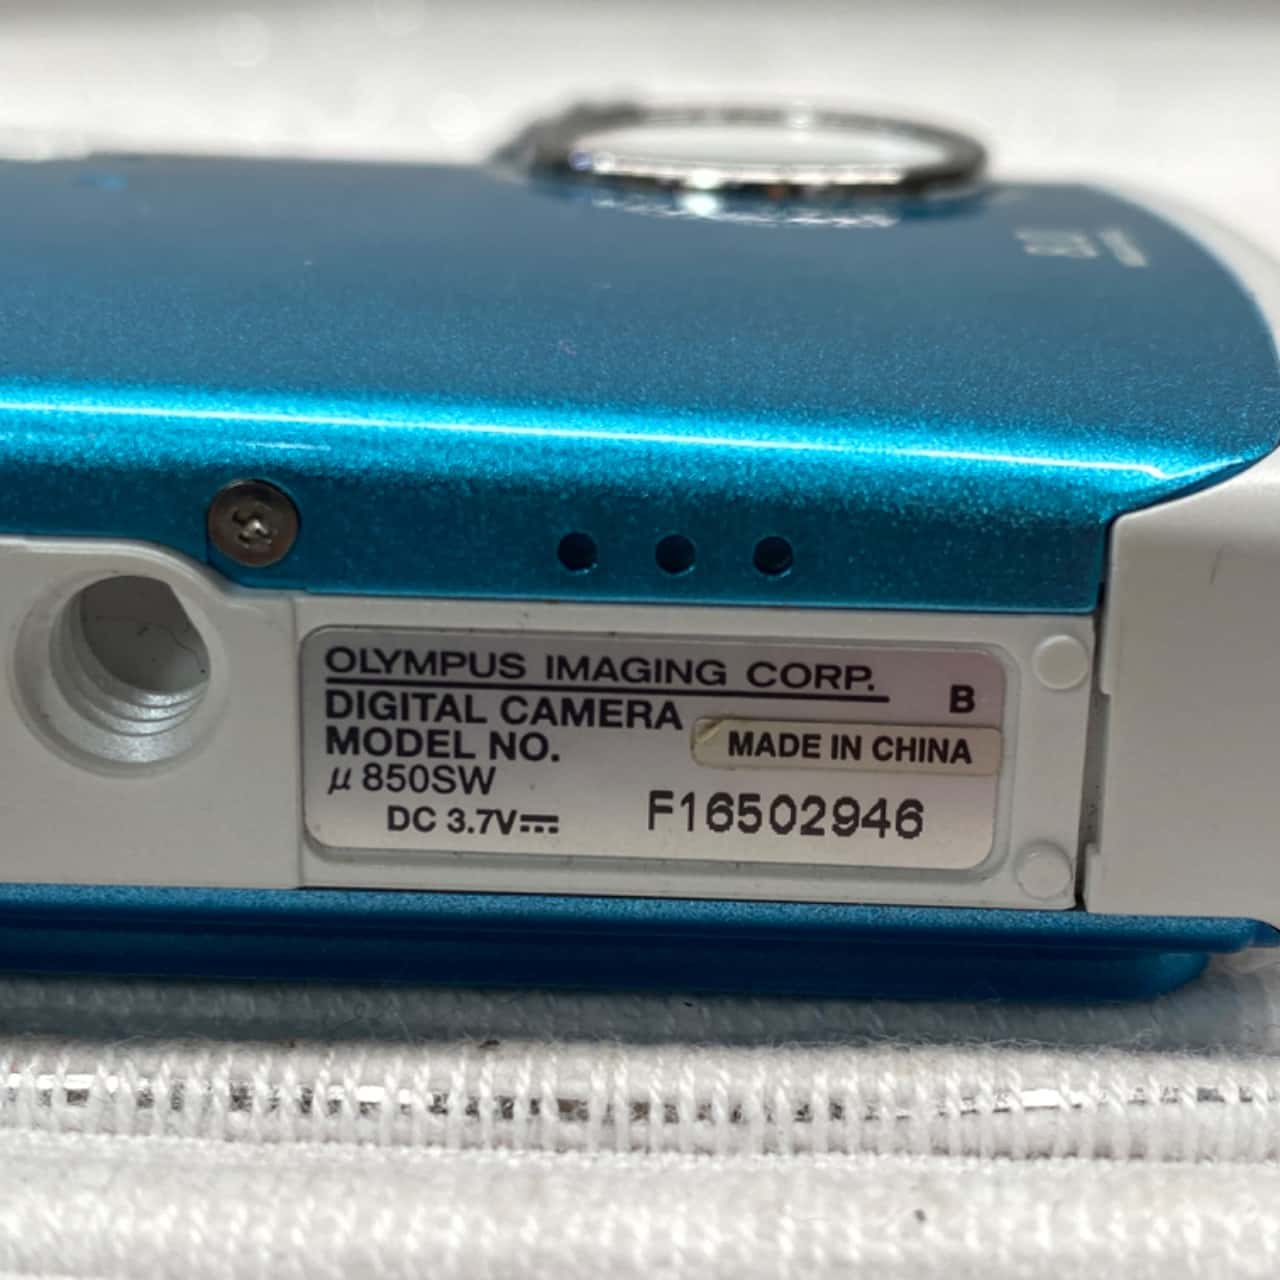 OLYMPUS IMAGING CORP.
B
DIGITAL CAMERA
MODEL NO.
MADE IN CHINA
μ 850SW
DC 3.7V⎓
F16502946